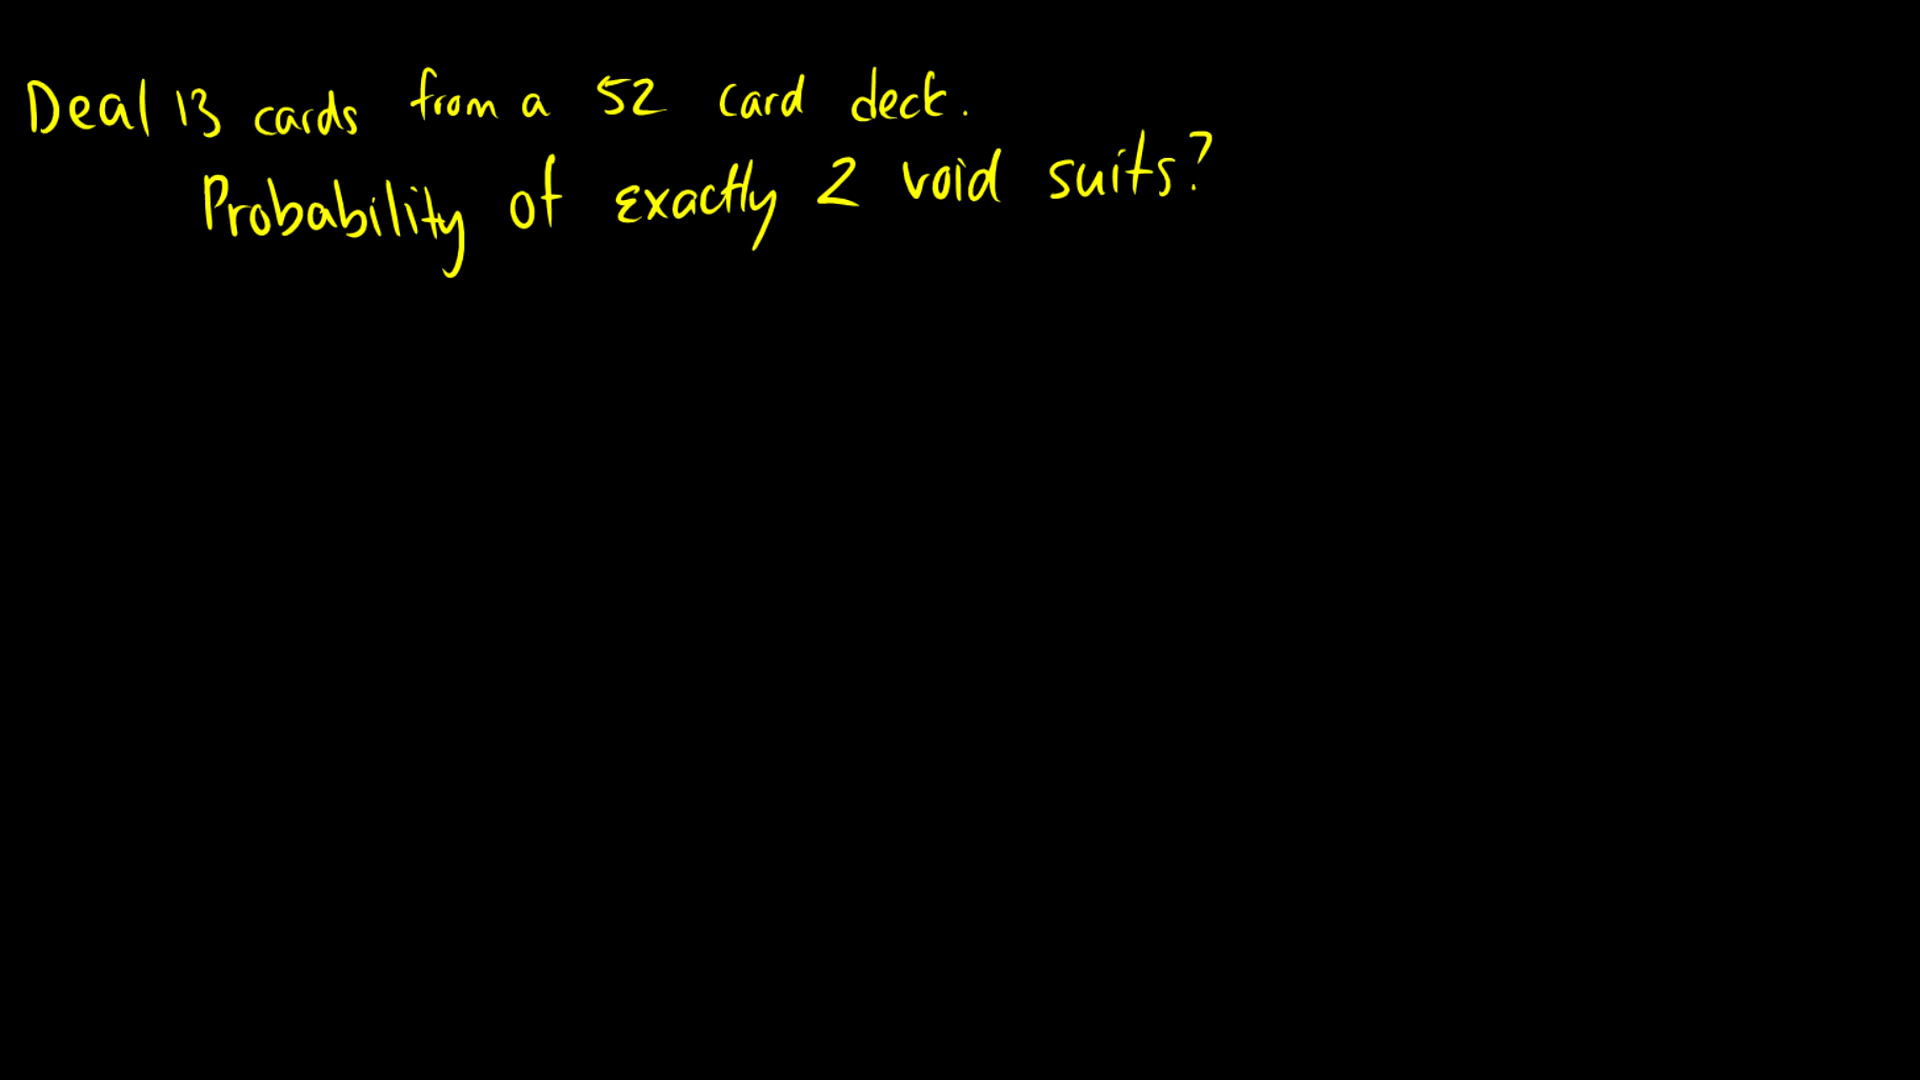 Deal 13 cards from a 52 card deck.
Probability of exactly 2 void suits?